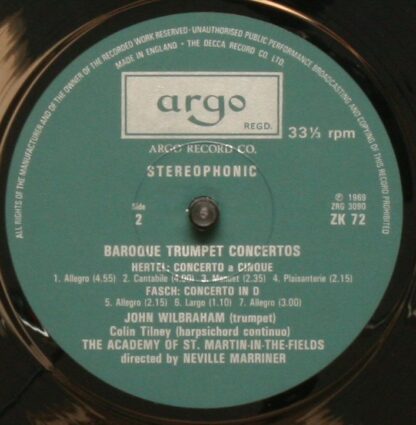 ALL RIGHTS OF THE MANUFACTURER AND OF THE OWNER OF THE RECORDED WORK RESERVED · UNAUTHORISED PUBLIC PERFORMANCE BROADCASTING AND COPYING OF THIS RECORD PROHIBITED
MADE IN ENGLAND · THE DECCA RECORD CO LTD.
argo
REGD.
33⅓ rpm
ARGO RECORD CO.
STEREOPHONIC
Side
2
℗ 1969
ZRG 3090
ZK 72
BAROQUE TRUMPET CONCERTOS
HERTEL: CONCERTO a CINQUE
1. Allegro (4.55) 2. Cantabile 3. Menuet (2.35) 4. Plaisanterie (2.15)
FASCH: CONCERTO IN D
5. Allegro (2.15) 6. Largo (1.10) 7. Allegro (3.00)
JOHN WILBRAHAM (trumpet)
Colin Tilney (harpsichord continuo)
THE ACADEMY OF ST. MARTIN-IN-THE-FIELDS
directed by NEVILLE MARRINER